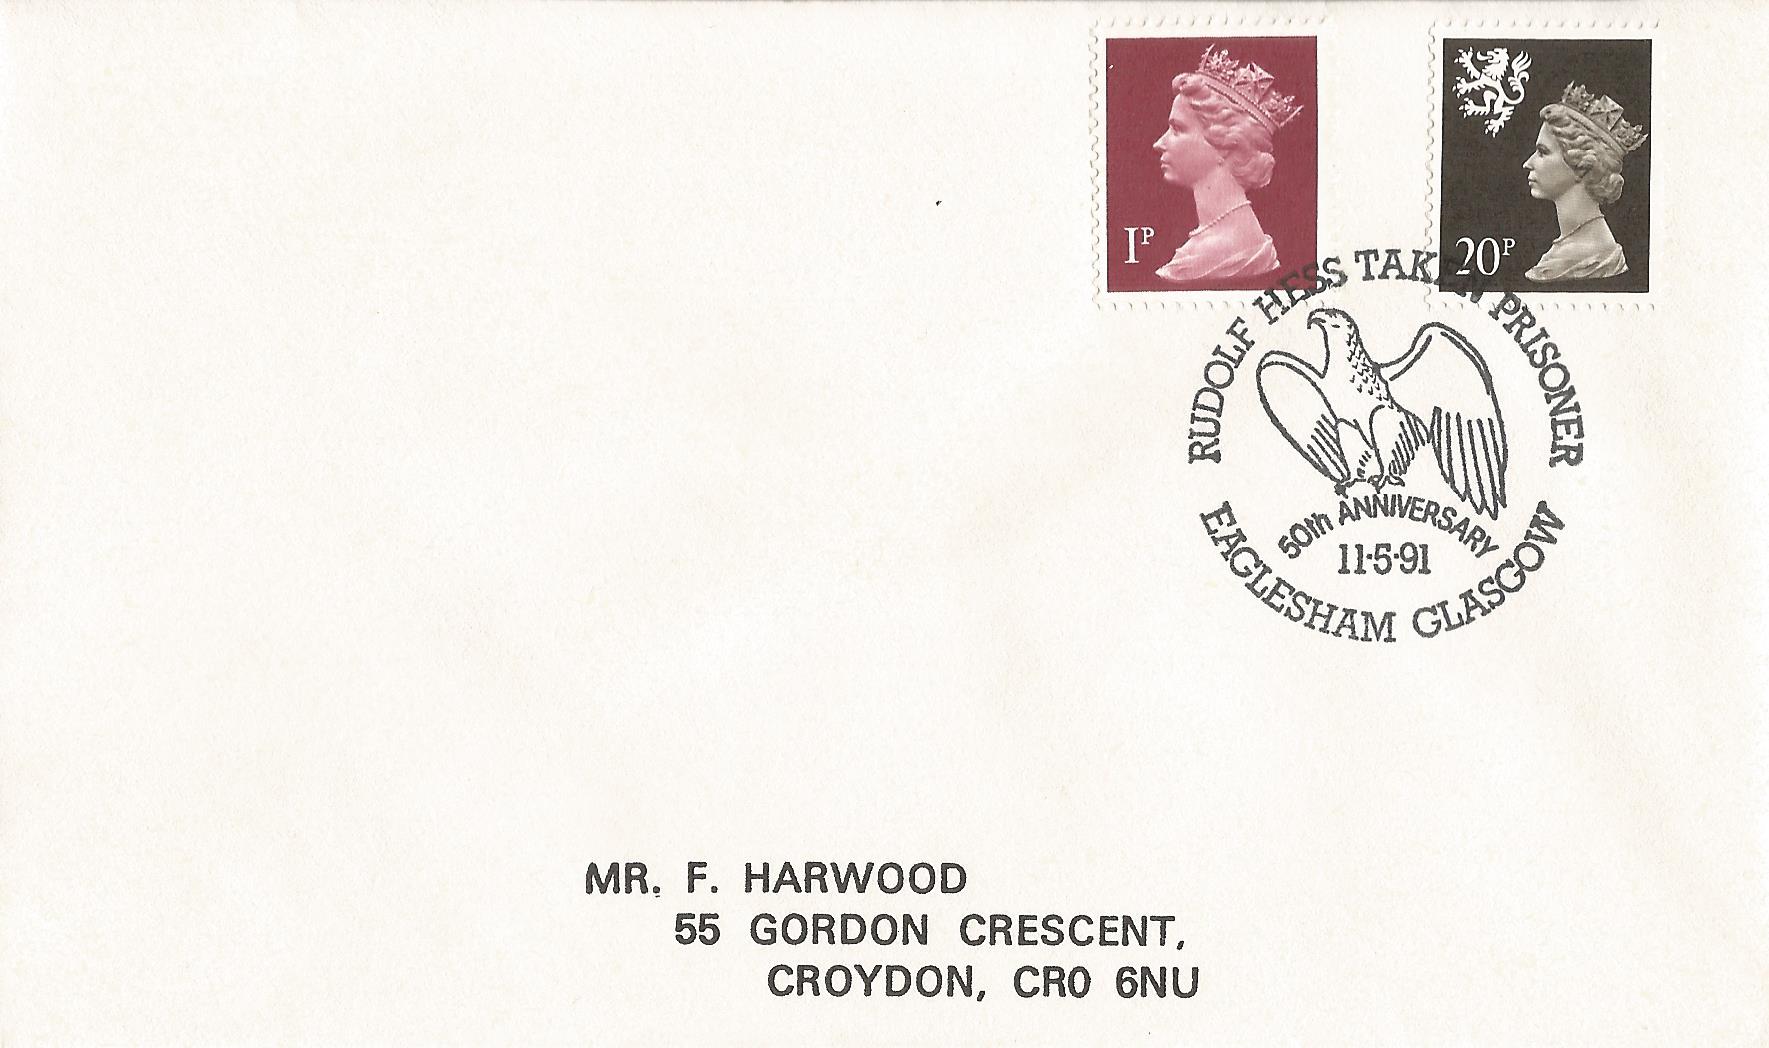 1P
20P
RUDOLF HESS TAKEN PRISONER
50th ANNIVERSARY
11·5·91
EAGLESHAM GLASGOW
MR. F. HARWOOD
55 GORDON CRESCENT,
CROYDON, CR0 6NU